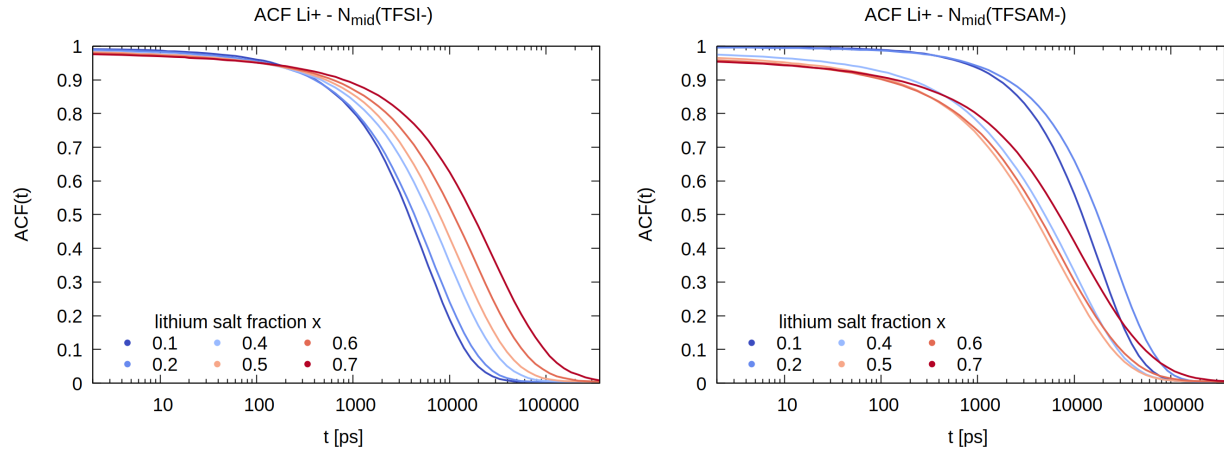 ACF Li+ - Nmid(TFSI-)
ACF(t)
1
0.9
0.8
0.7
0.6
0.5
0.4
0.3
0.2
0.1
0
lithium salt fraction x
0.1 0.4 0.6
0.2 0.5 0.7
10 100 1000 10000 100000
t [ps]
ACF Li+ - Nmid(TFSAM-)
ACF(t)
1
0.9
0.8
0.7
0.6
0.5
0.4
0.3
0.2
0.1
0
lithium salt fraction x
0.1 0.4 0.6
0.2 0.5 0.7
10 100 1000 10000 100000
t [ps]